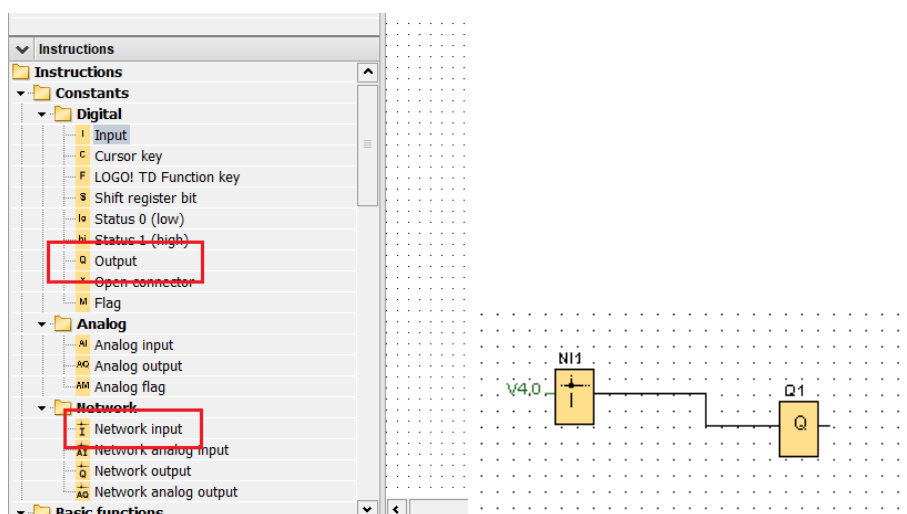 Instructions
Instructions
Constants
Digital
I Input
C Cursor key
F LOGO! TD Function key
S Shift register bit
lo Status 0 (low)
hi Status 1 (high)
Q Output
x Open connector
M Flag
Analog
AI Analog input
AQ Analog output
AM Analog flag
Network
I Network input
AI Network analog input
Q Network output
AQ Network analog output
Basic functions
NI1
V4.0
I
Q1
Q